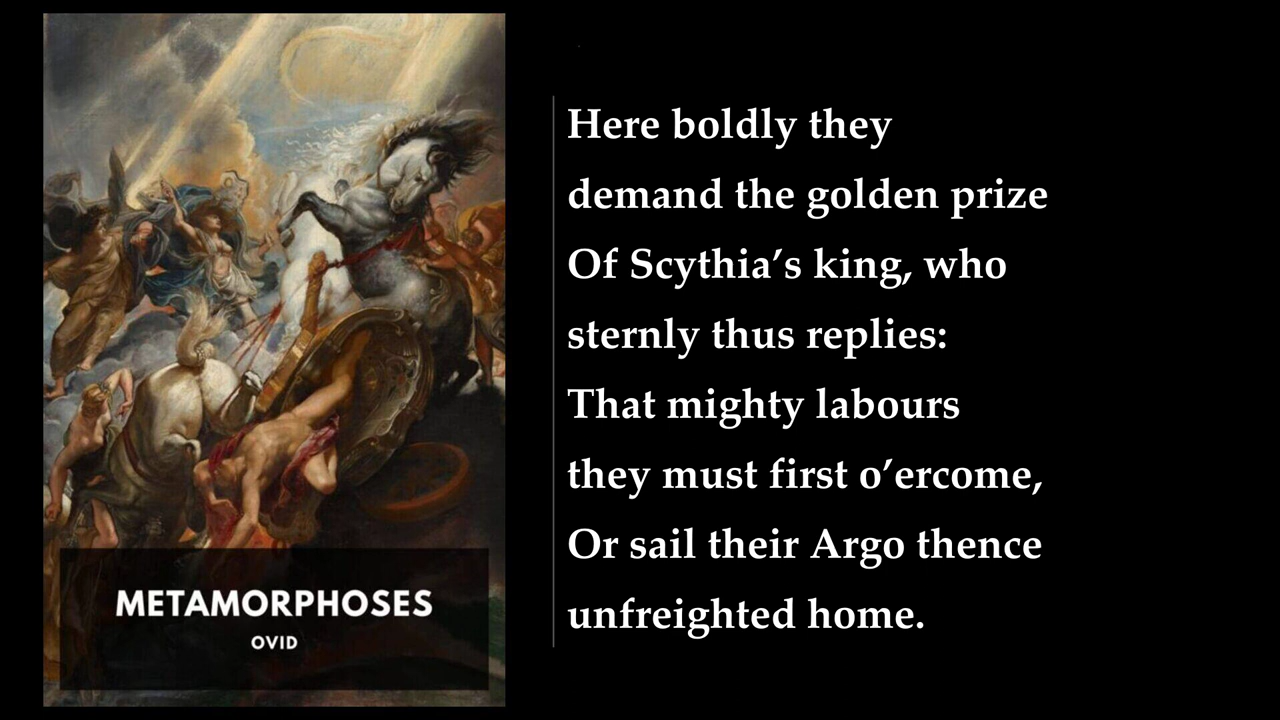 METAMORPHOSES
OVID
Here boldly they
demand the golden prize
Of Scythia’s king, who
sternly thus replies:
That mighty labours
they must first o’ercome,
Or sail their Argo thence
unfreighted home.